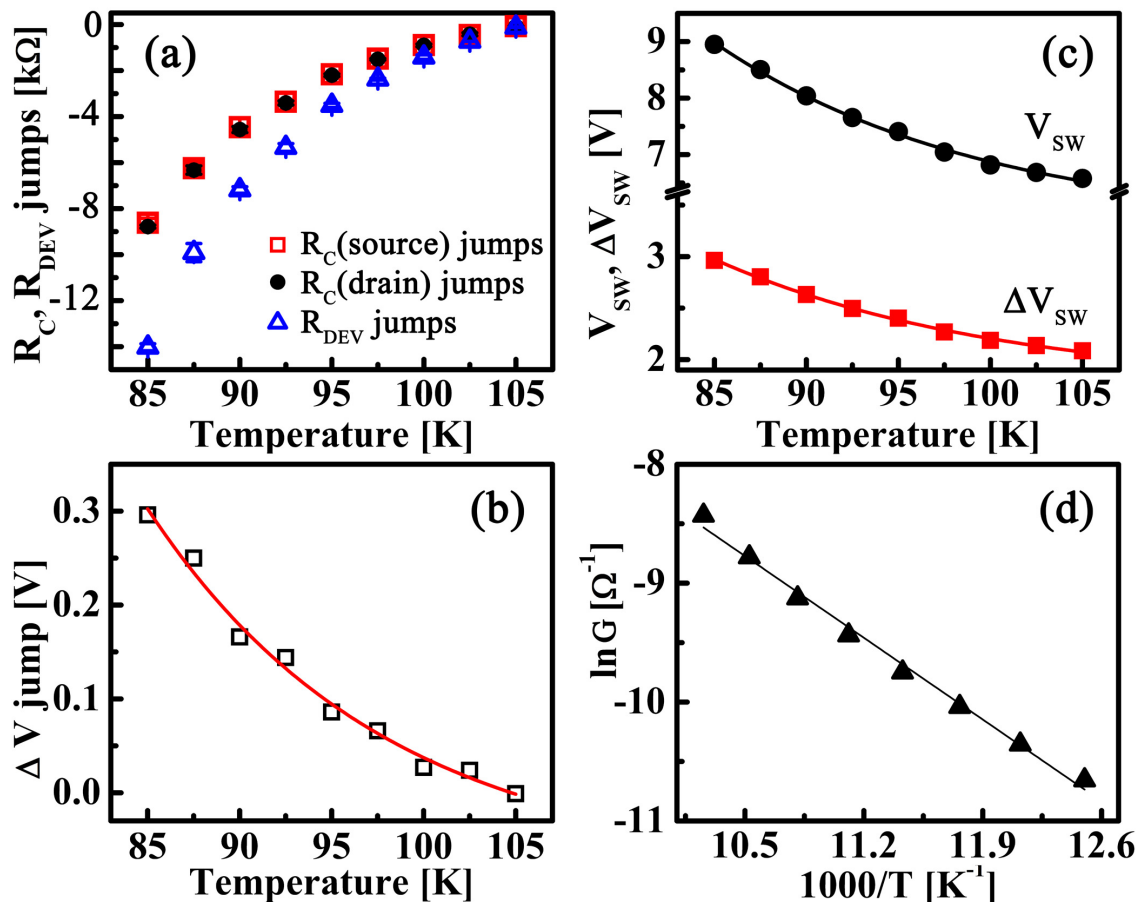 (a)
R_C, R_DEV jumps [kΩ]
0
-4
-8
-12
R_C(source) jumps
R_C(drain) jumps
R_DEV jumps
85 90 95 100 105
Temperature [K]
(c)
V_SW, ΔV_SW [V]
9
8
7
3
2
V_SW
ΔV_SW
85 90 95 100 105
Temperature [K]
(b)
Δ V jump [V]
0.3
0.2
0.1
0.0
85 90 95 100 105
Temperature [K]
(d)
lnG [Ω⁻¹]
-8
-9
-10
-11
10.5 11.2 11.9 12.6
1000/T [K⁻¹]